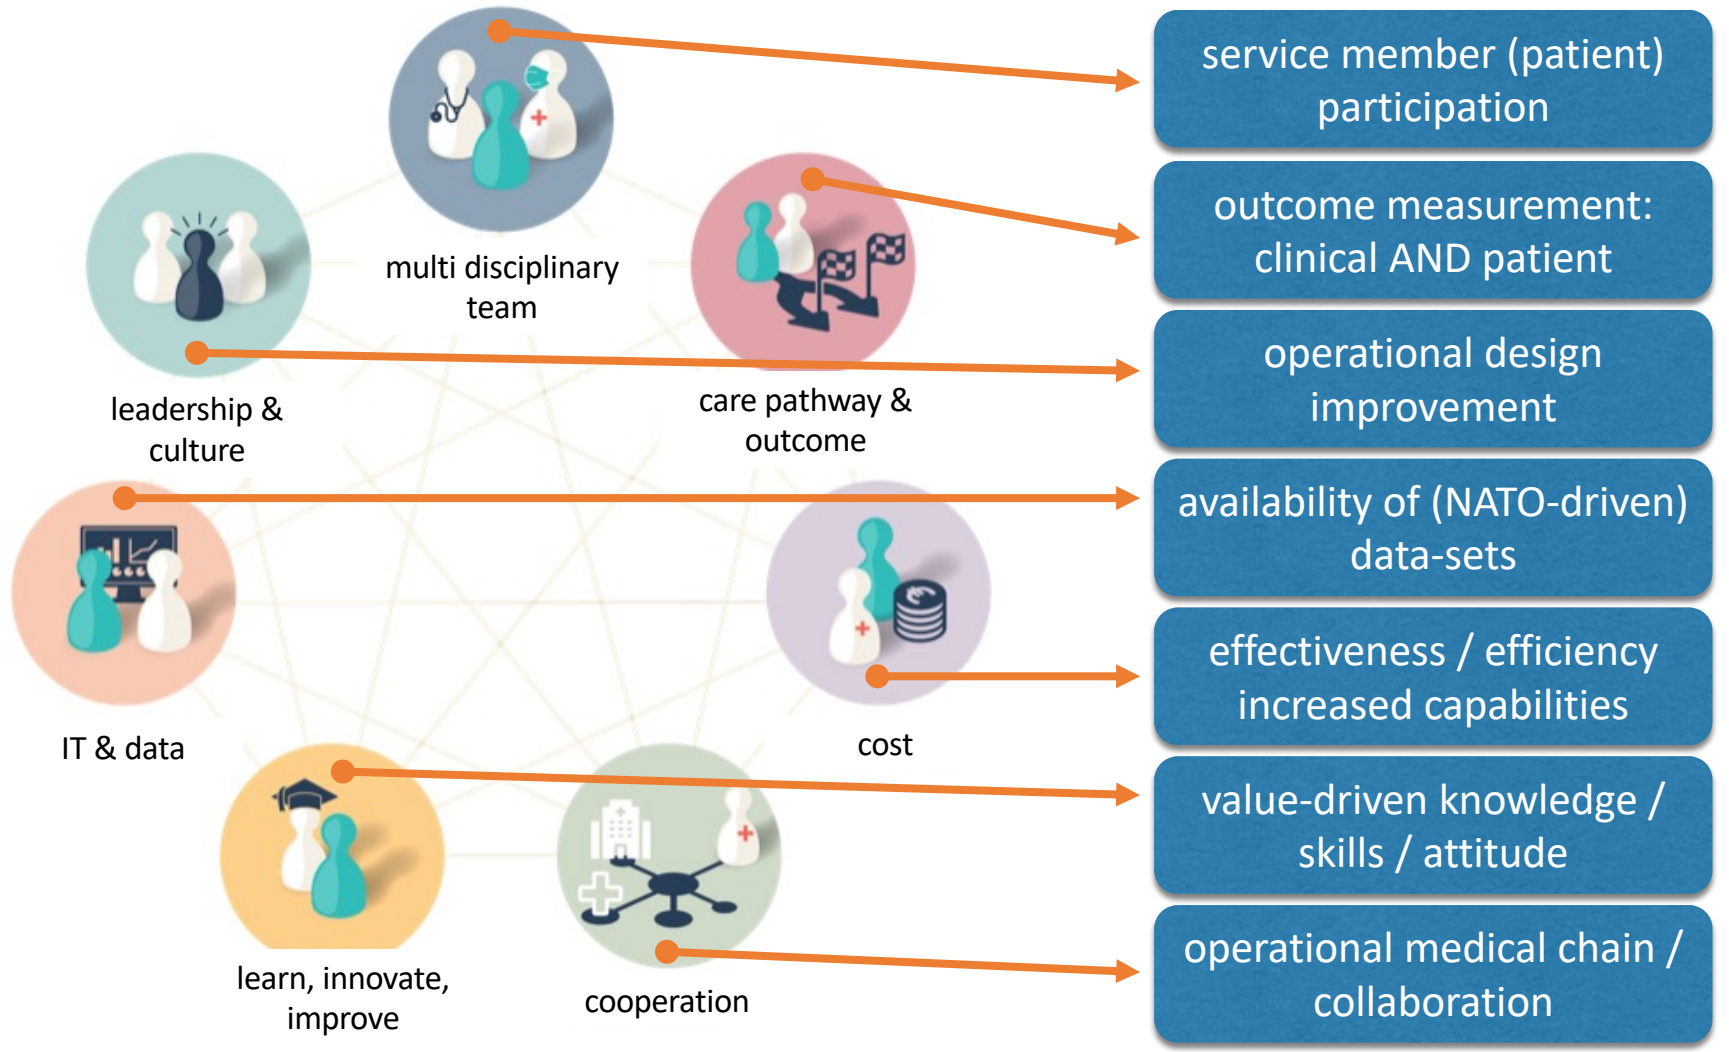 service member (patient)
participation
outcome measurement:
clinical AND patient
multi disciplinary
team
operational design
improvement
leadership &
culture
care pathway &
outcome
availability of (NATO-driven)
data-sets
effectiveness / efficiency
increased capabilities
IT & data
cost
value-driven knowledge /
skills / attitude
learn, innovate,
improve
cooperation
operational medical chain /
collaboration